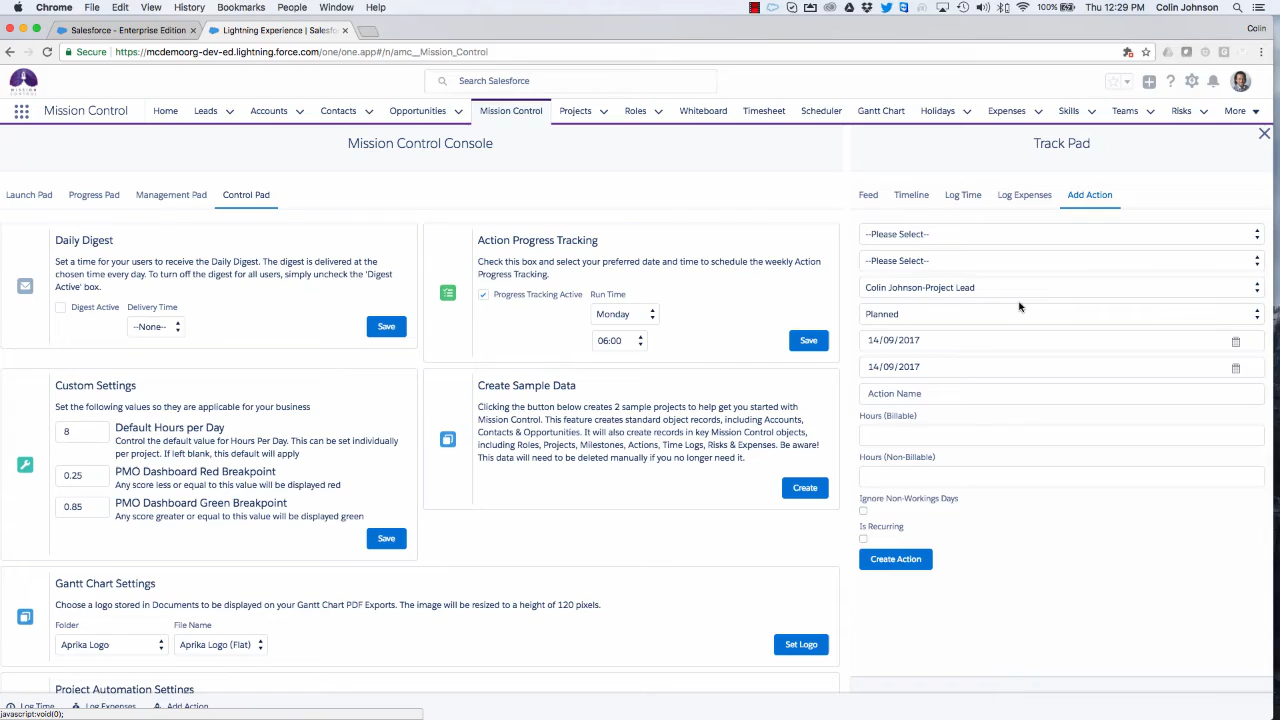 Chrome File Edit View History Bookmarks People Window Help
100% Thu 12:29 PM Colin Johnson
Salesforce - Enterprise Edition
Lightning Experience | Salesfo
Colin
Secure https://mcdemoorg-dev-ed.lightning.force.com/one/one.app#/n/amc__Mission_Control
MISSION CONTROL
Search Salesforce
Mission Control Home Leads Accounts Contacts Opportunities Mission Control Projects Roles Whiteboard Timesheet Scheduler Gantt Chart Holidays Expenses Skills Teams Risks More
Mission Control Console
Launch Pad Progress Pad Management Pad Control Pad
Daily Digest
Set a time for your users to receive the Daily Digest. The digest is delivered at the
chosen time every day. To turn off the digest for all users, simply uncheck the 'Digest
Active' box.
Digest Active Delivery Time
--None--
Save
Action Progress Tracking
Check this box and select your preferred date and time to schedule the weekly Action
Progress Tracking.
Progress Tracking Active Run Time
Monday
06:00
Save
Custom Settings
Set the following values so they are applicable for your business
8
Default Hours per Day
Control the default value for Hours Per Day. This can be set individually
per project. If left blank, this default will apply
0.25
PMO Dashboard Red Breakpoint
Any score less or equal to this value will be displayed red
0.85
PMO Dashboard Green Breakpoint
Any score greater or equal to this value will be displayed green
Save
Create Sample Data
Clicking the button below creates 2 sample projects to help get you started with
Mission Control. This feature creates standard object records, including Accounts,
Contacts & Opportunities. It will also create records in key Mission Control objects,
including Roles, Projects, Milestones, Actions, Time Logs, Risks & Expenses. Be aware!
This data will need to be deleted manually if you no longer need it.
Create
Gantt Chart Settings
Choose a logo stored in Documents to be displayed on your Gantt Chart PDF Exports. The image will be resized to a height of 120 pixels.
Folder File Name
Aprika Logo Aprika Logo (Flat)
Set Logo
Project Automation Settings
Log Time Log Expenses Add Action
javascript:void(0);
Track Pad
Feed Timeline Log Time Log Expenses Add Action
--Please Select--
--Please Select--
Colin Johnson-Project Lead
Planned
14/09/2017
14/09/2017
Action Name
Hours (Billable)
Hours (Non-Billable)
Ignore Non-Workings Days
Is Recurring
Create Action